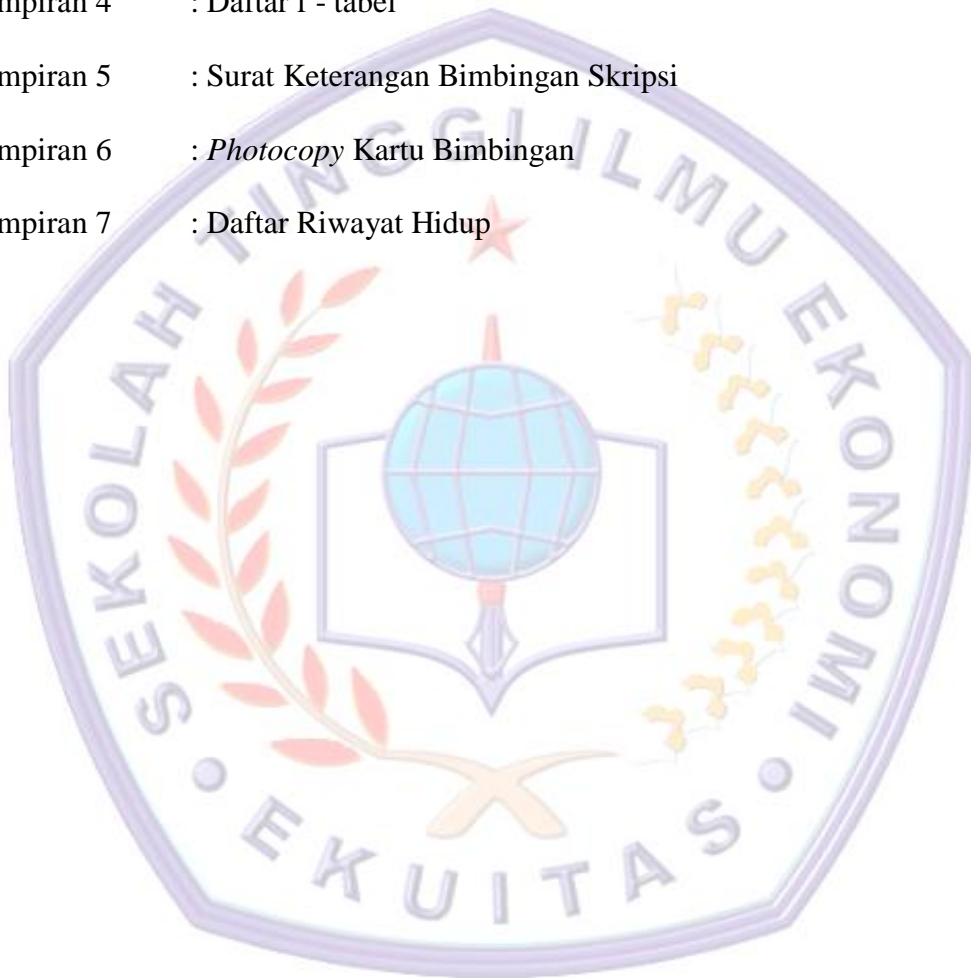 mpiran 4 : Daftar - tabel
mpiran 5 : Surat Keterangan Bimbingan Skripsi
mpiran 6 : Photocopy Kartu Bimbingan
mpiran 7 : Daftar Riwayat Hidup
SEKOLAH TINGGI ILMU EKONOMI
EKUITAS